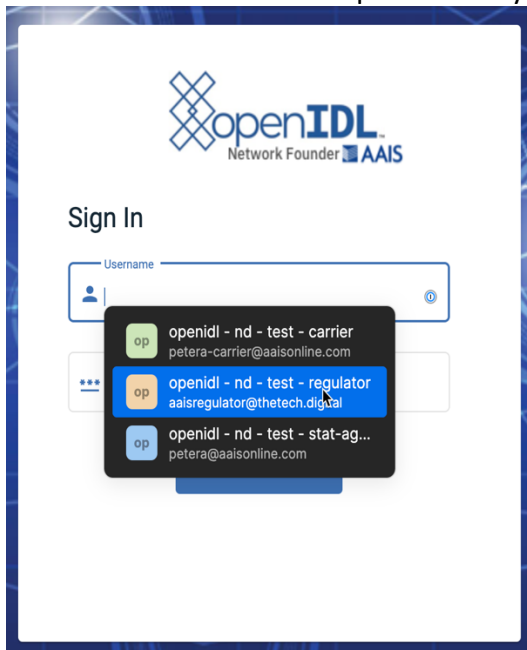 openIDL
Network Founder AAIS
Sign In
Username
op
openidl - nd - test - carrier
petera-carrier@aaisonline.com
***
op
openidl - nd - test - regulator
aaisregulator@thetech.digital
op
openidl - nd - test - stat-ag...
petera@aaisonline.com